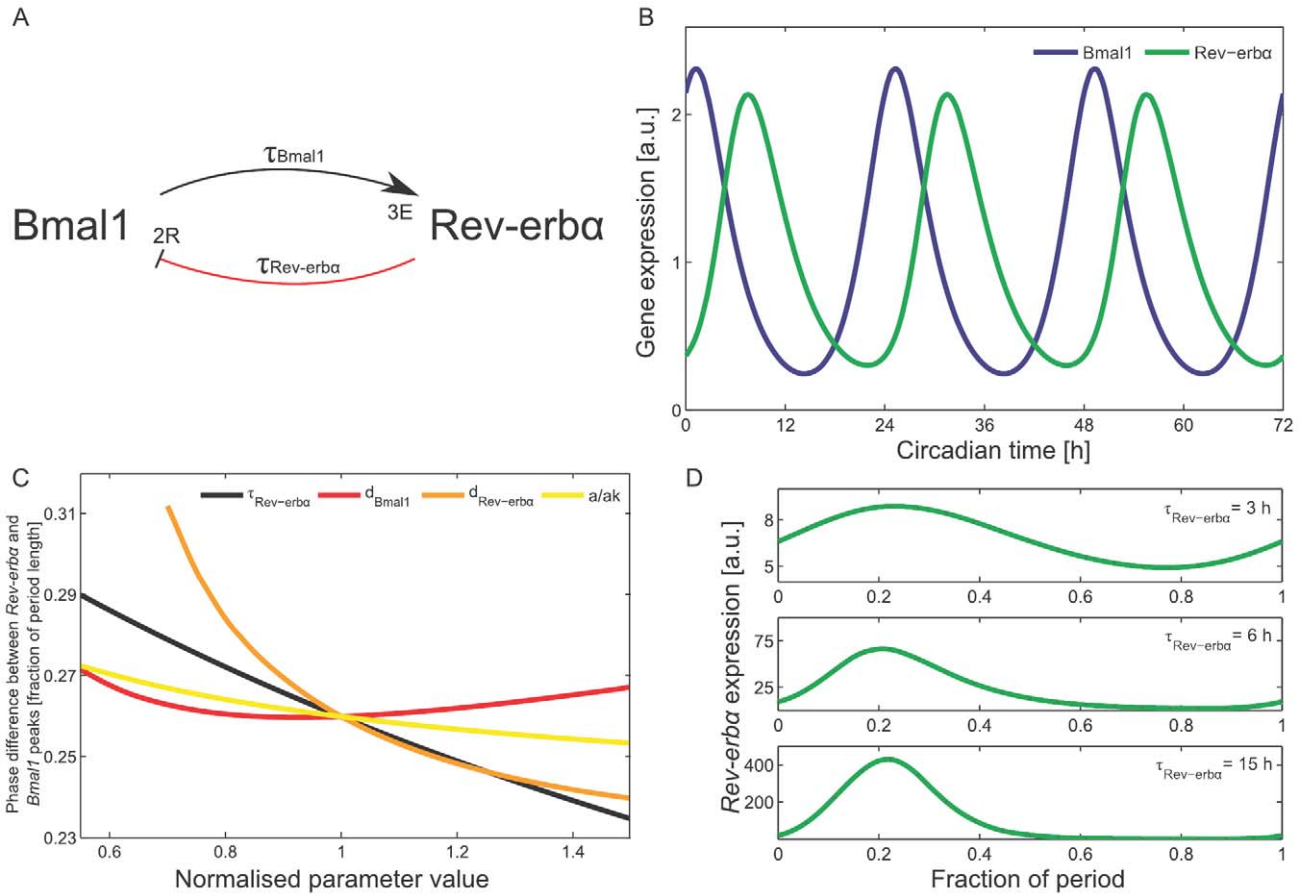 A
τBmal1
Bmal1
2R
3E
Rev-erbα
τRev-erbα
B
Bmal1
Rev−erbα
Gene expression [a.u.]
2
1
0
0
12
24
36
48
60
72
Circadian time [h]
C
τRev−erbα
dBmal1
dRev−erbα
a/ak
Phase difference between Rev-erbα and
Bmal1 peaks [fraction of period length]
0.31
0.29
0.27
0.25
0.23
0.6
0.8
1
1.2
1.4
Normalised parameter value
D
Rev-erbα expression [a.u.]
τRev−erbα= 3 h
8
5
0
0.2
0.4
0.6
0.8
1
τRev−erbα= 6 h
75
25
0
0.2
0.4
0.6
0.8
1
τRev−erbα= 15 h
400
200
0
0.2
0.4
0.6
0.8
1
Fraction of period